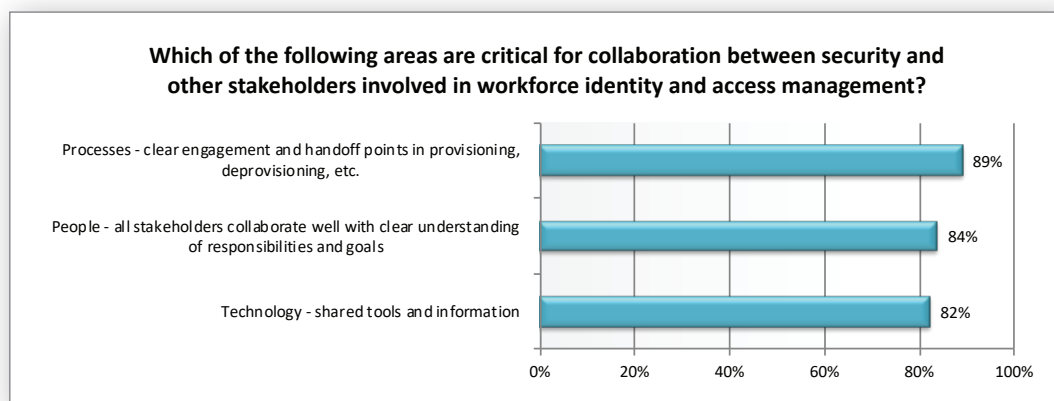 Which of the following areas are critical for collaboration between security and
other stakeholders involved in workforce identity and access management?
Processes - clear engagement and handoff points in provisioning,
deprovisioning, etc.
89%
People - all stakeholders collaborate well with clear understanding
of responsibilities and goals
84%
Technology - shared tools and information
82%
0% 20% 40% 60% 80% 100%